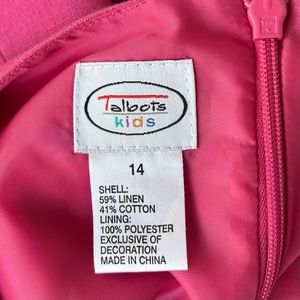 Talbots
kids
14
SHELL:
59% LINEN
41% COTTON
LINING:
100% POLYESTER
EXCLUSIVE OF
DECORATION
MADE IN CHINA